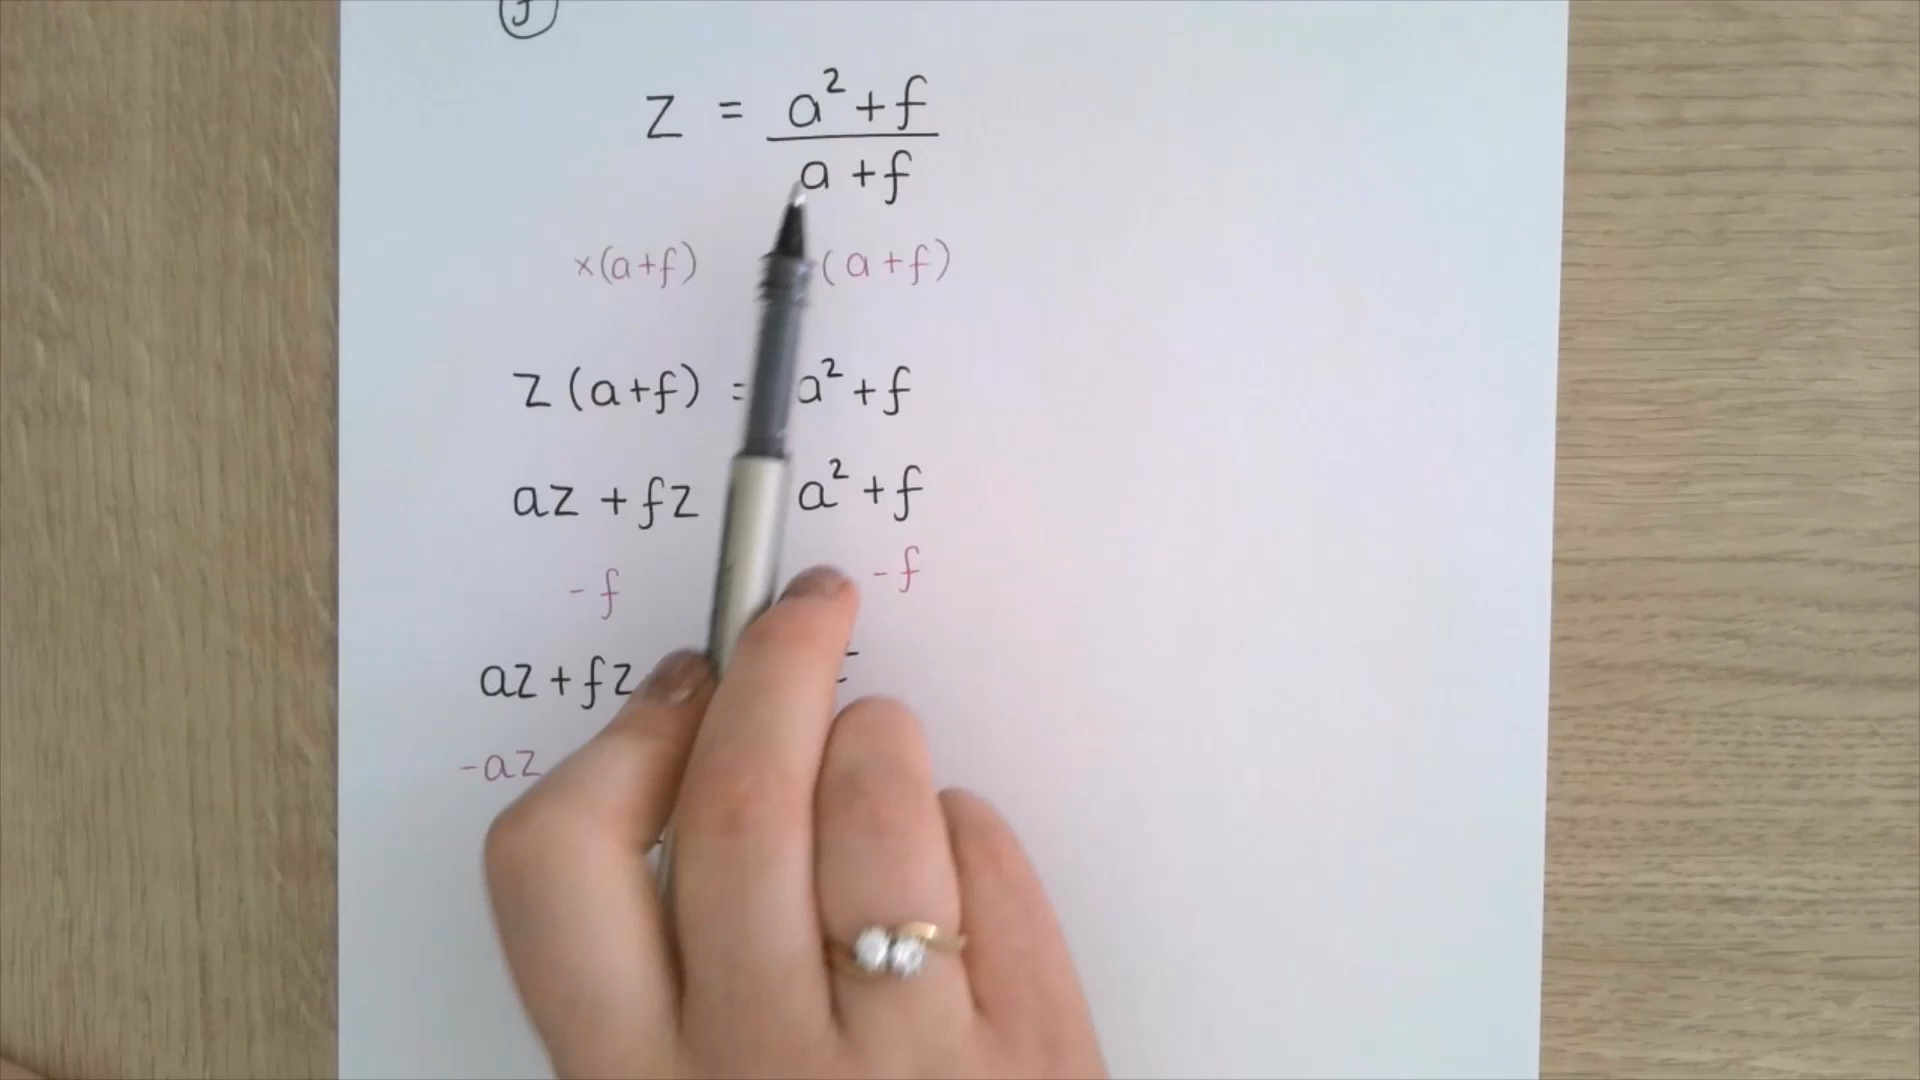 f
z = a² + f
a + f
×(a+f) (a+f)
z(a+f) = a² + f
az + fz a² + f
-f -f
az + fz
-az